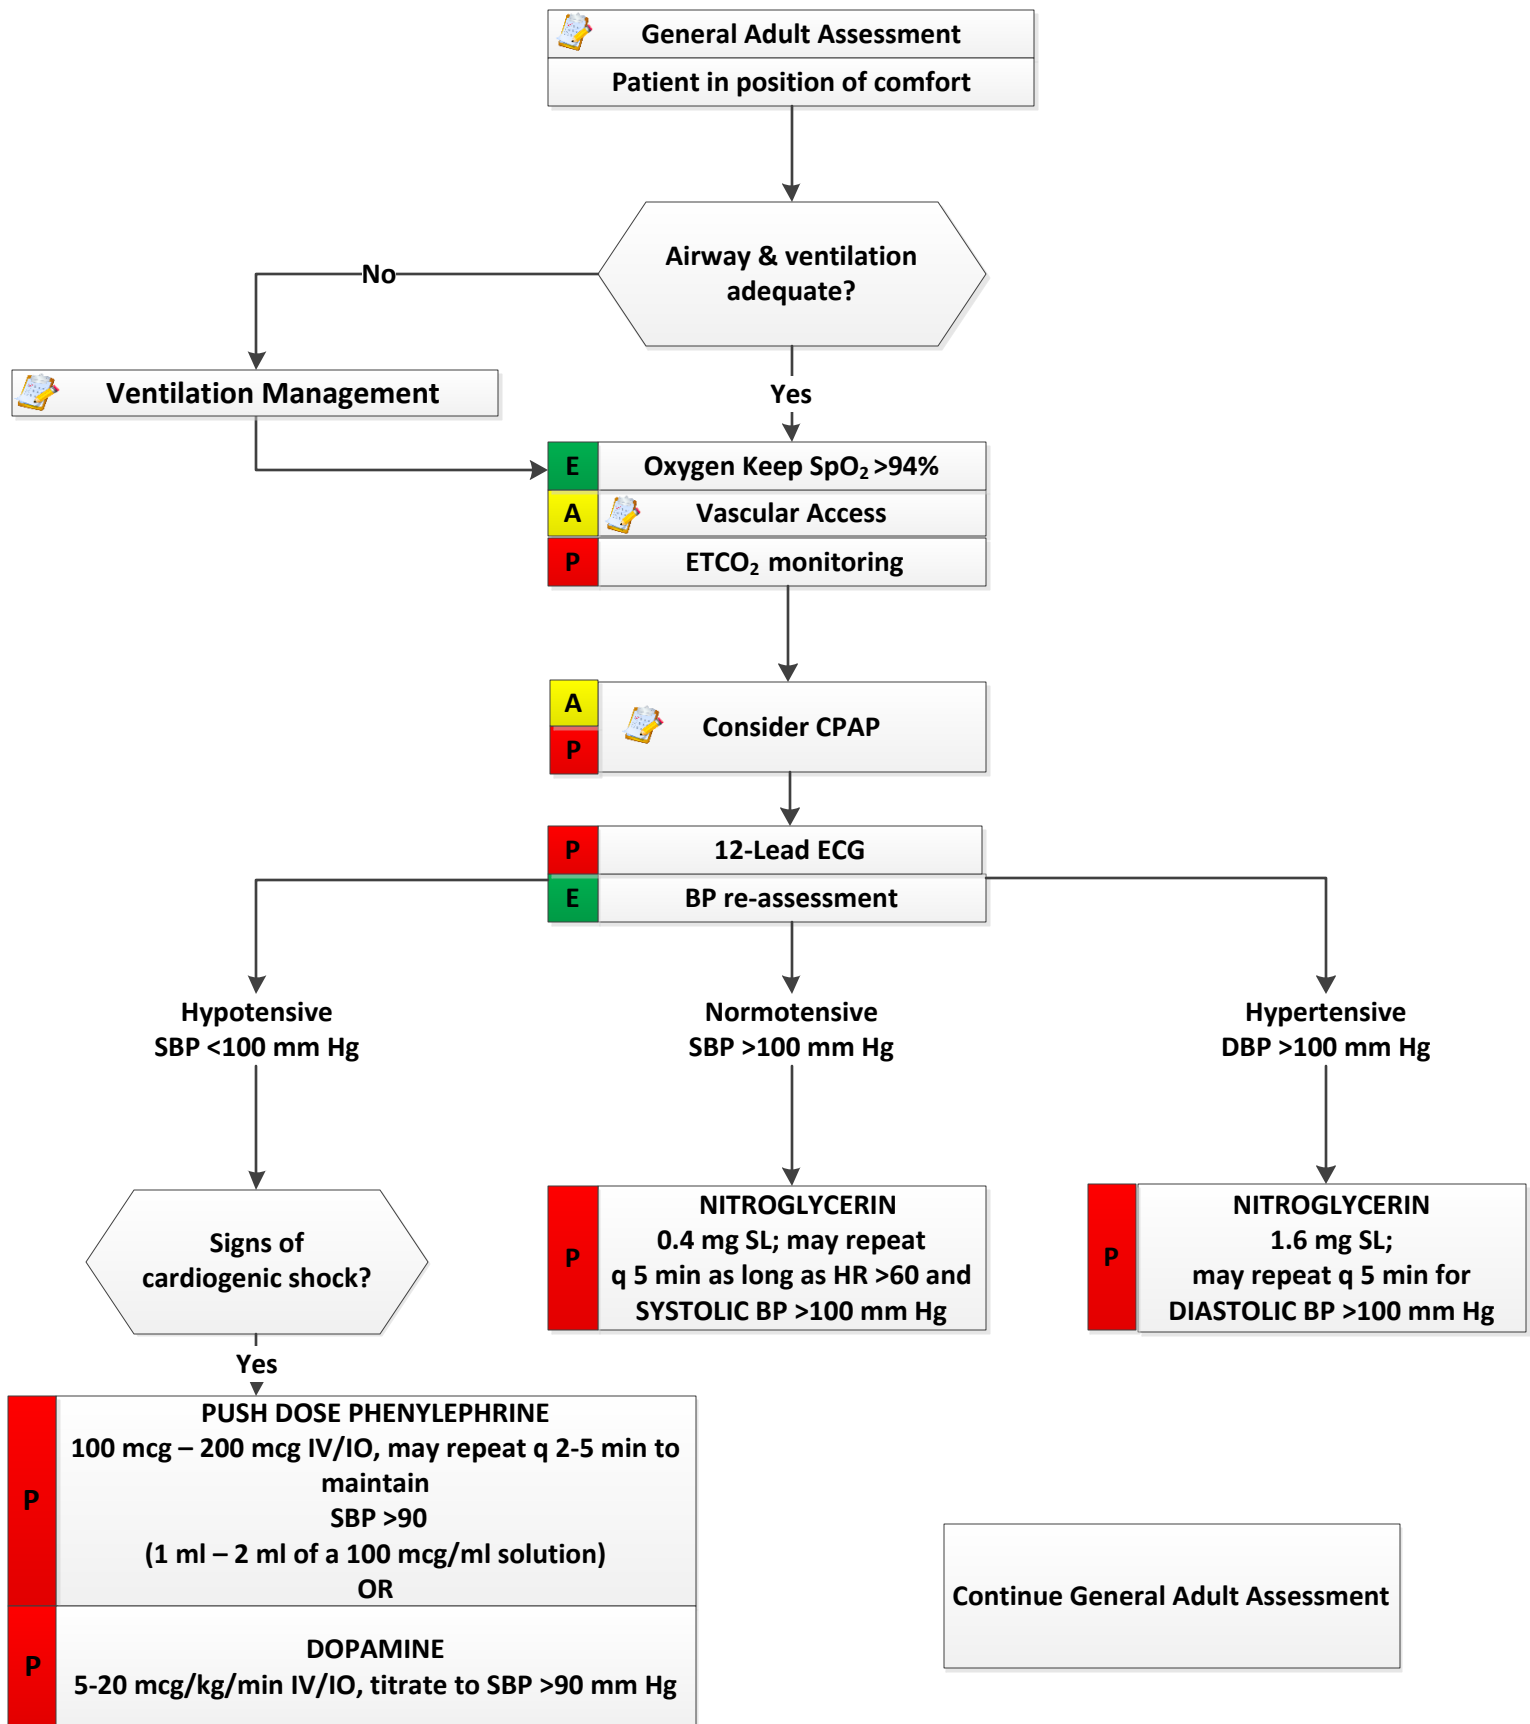 General Adult Assessment
Patient in position of comfort
Airway & ventilation
adequate?
No
Yes
Ventilation Management
E
Oxygen Keep SpO₂ >94%
A
Vascular Access
P
ETCO₂ monitoring
A
P
Consider CPAP
P
12-Lead ECG
E
BP re-assessment
Hypotensive
SBP <100 mm Hg
Normotensive
SBP >100 mm Hg
Hypertensive
DBP >100 mm Hg
Signs of
cardiogenic shock?
P
NITROGLYCERIN
0.4 mg SL; may repeat
q 5 min as long as HR >60 and
SYSTOLIC BP >100 mm Hg
P
NITROGLYCERIN
1.6 mg SL;
may repeat q 5 min for
DIASTOLIC BP >100 mm Hg
Yes
P
PUSH DOSE PHENYLEPHRINE
100 mcg – 200 mcg IV/IO, may repeat q 2-5 min to
maintain
SBP >90
(1 ml – 2 ml of a 100 mcg/ml solution)
OR
P
DOPAMINE
5-20 mcg/kg/min IV/IO, titrate to SBP >90 mm Hg
Continue General Adult Assessment